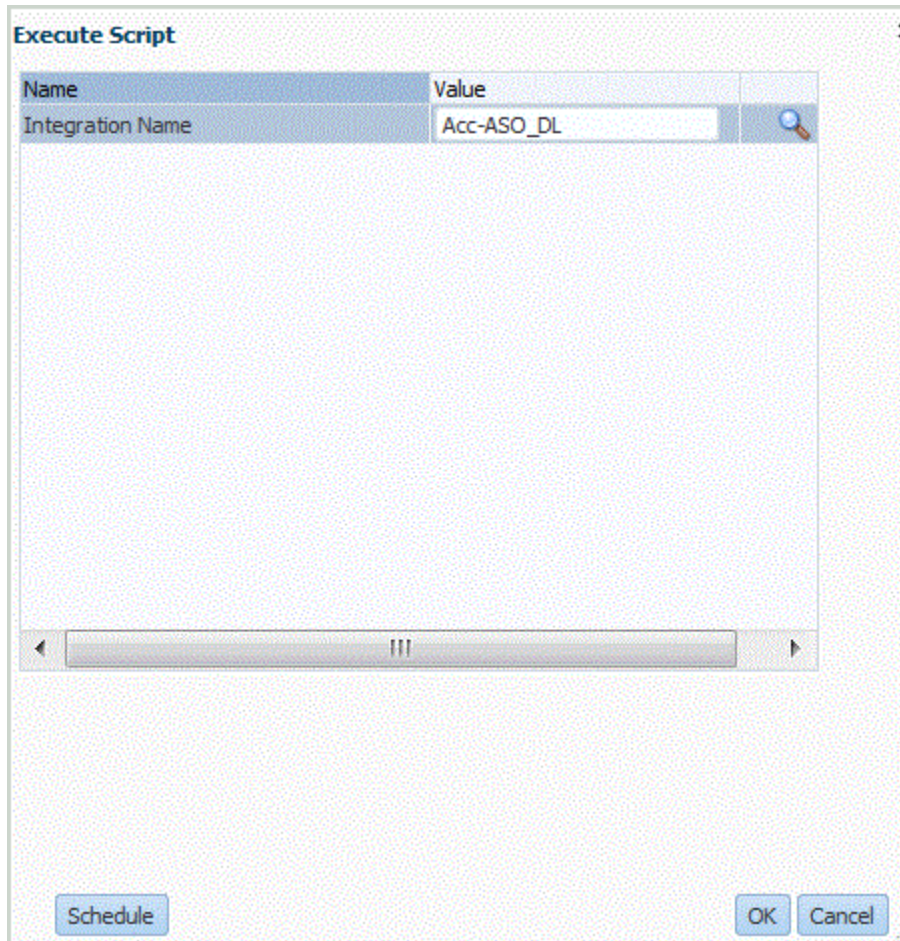 Execute Script
Name Value
Integration Name Acc-ASO_DL
Schedule OK Cancel